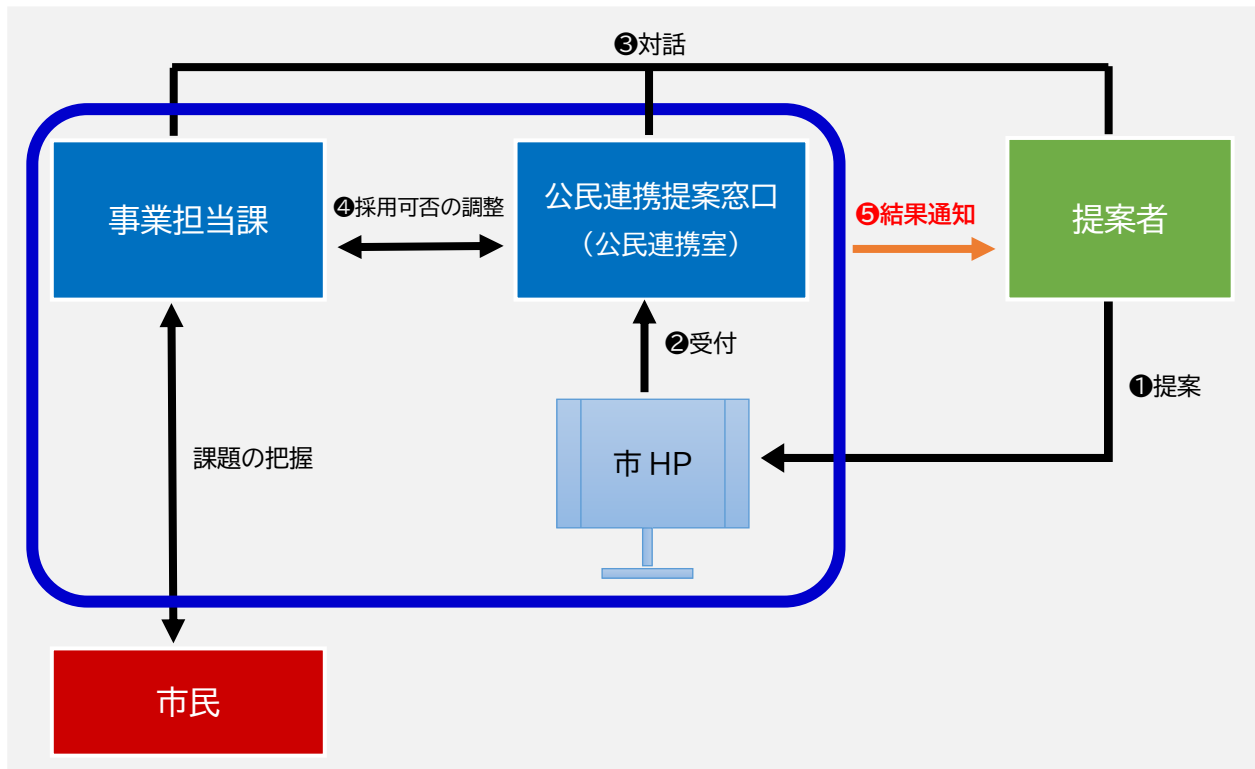 ❸対話
事業担当課
❹採用可否の調整
公民連携提案窓口
（公民連携室）
❺結果通知
提案者
❷受付
❶提案
市 HP
課題の把握
市民